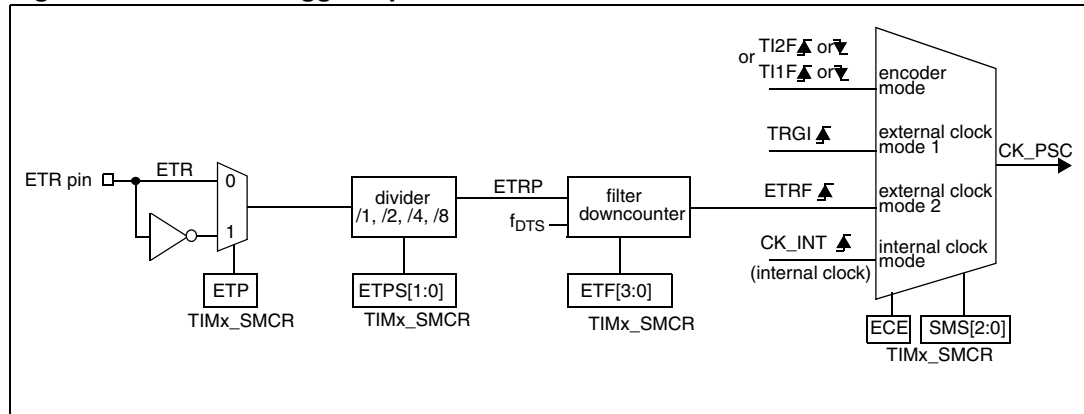 or TI2F or
TI1F or
encoder
mode
TRGI
external clock
mode 1
CK_PSC
ETR pin
ETR
0
1
divider
/1, /2, /4, /8
ETRP
fDTS
filter
downcounter
ETRF
external clock
mode 2
CK_INT
(internal clock)
internal clock
mode
ETP
TIMx_SMCR
ETPS[1:0]
TIMx_SMCR
ETF[3:0]
TIMx_SMCR
ECE
SMS[2:0]
TIMx_SMCR